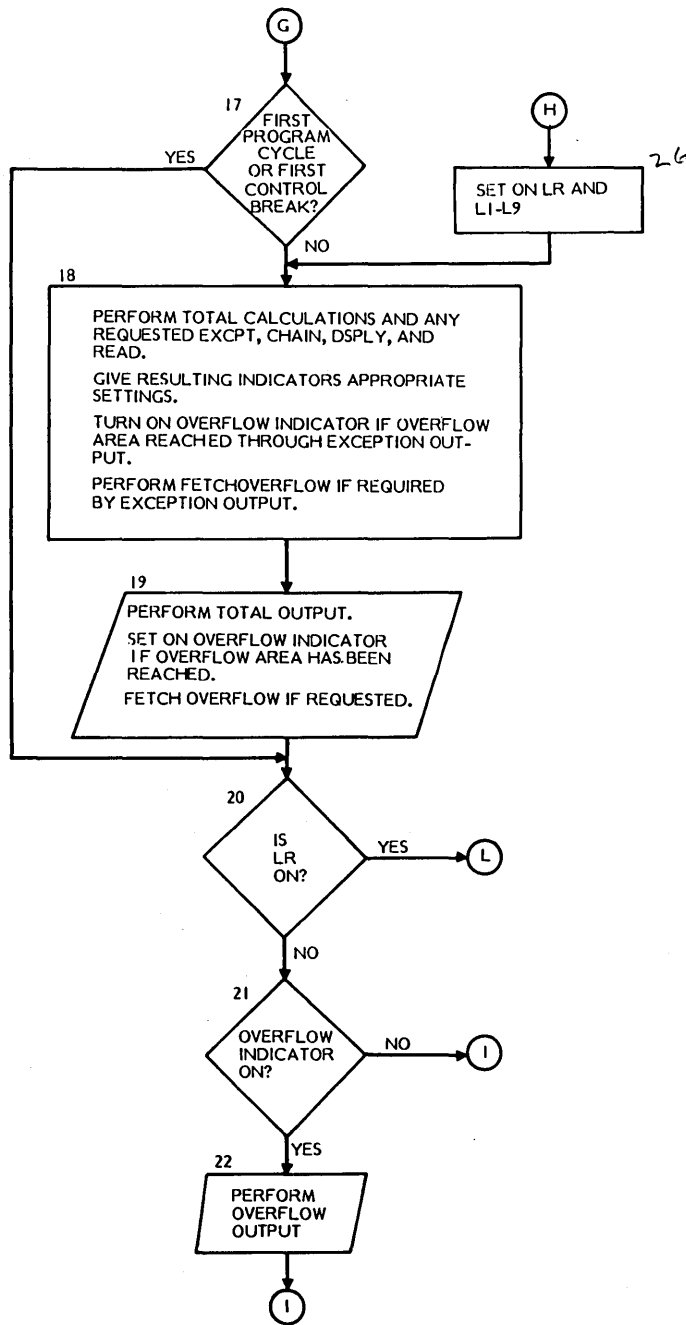 G
17
FIRST
PROGRAM
CYCLE
OR FIRST
CONTROL
BREAK?
YES
NO
H
26
SET ON LR AND
L1-L9
18
PERFORM TOTAL CALCULATIONS AND ANY
REQUESTED EXCPT, CHAIN, DSPLY, AND
READ.
GIVE RESULTING INDICATORS APPROPRIATE
SETTINGS.
TURN ON OVERFLOW INDICATOR IF OVERFLOW
AREA REACHED THROUGH EXCEPTION OUT-
PUT.
PERFORM FETCHOVERFLOW IF REQUIRED
BY EXCEPTION OUTPUT.
19
PERFORM TOTAL OUTPUT.
SET ON OVERFLOW INDICATOR
IF OVERFLOW AREA HAS BEEN
REACHED.
FETCH OVERFLOW IF REQUESTED.
20
IS
LR
ON?
YES
L
NO
21
OVERFLOW
INDICATOR
ON?
NO
I
YES
22
PERFORM
OVERFLOW
OUTPUT
I